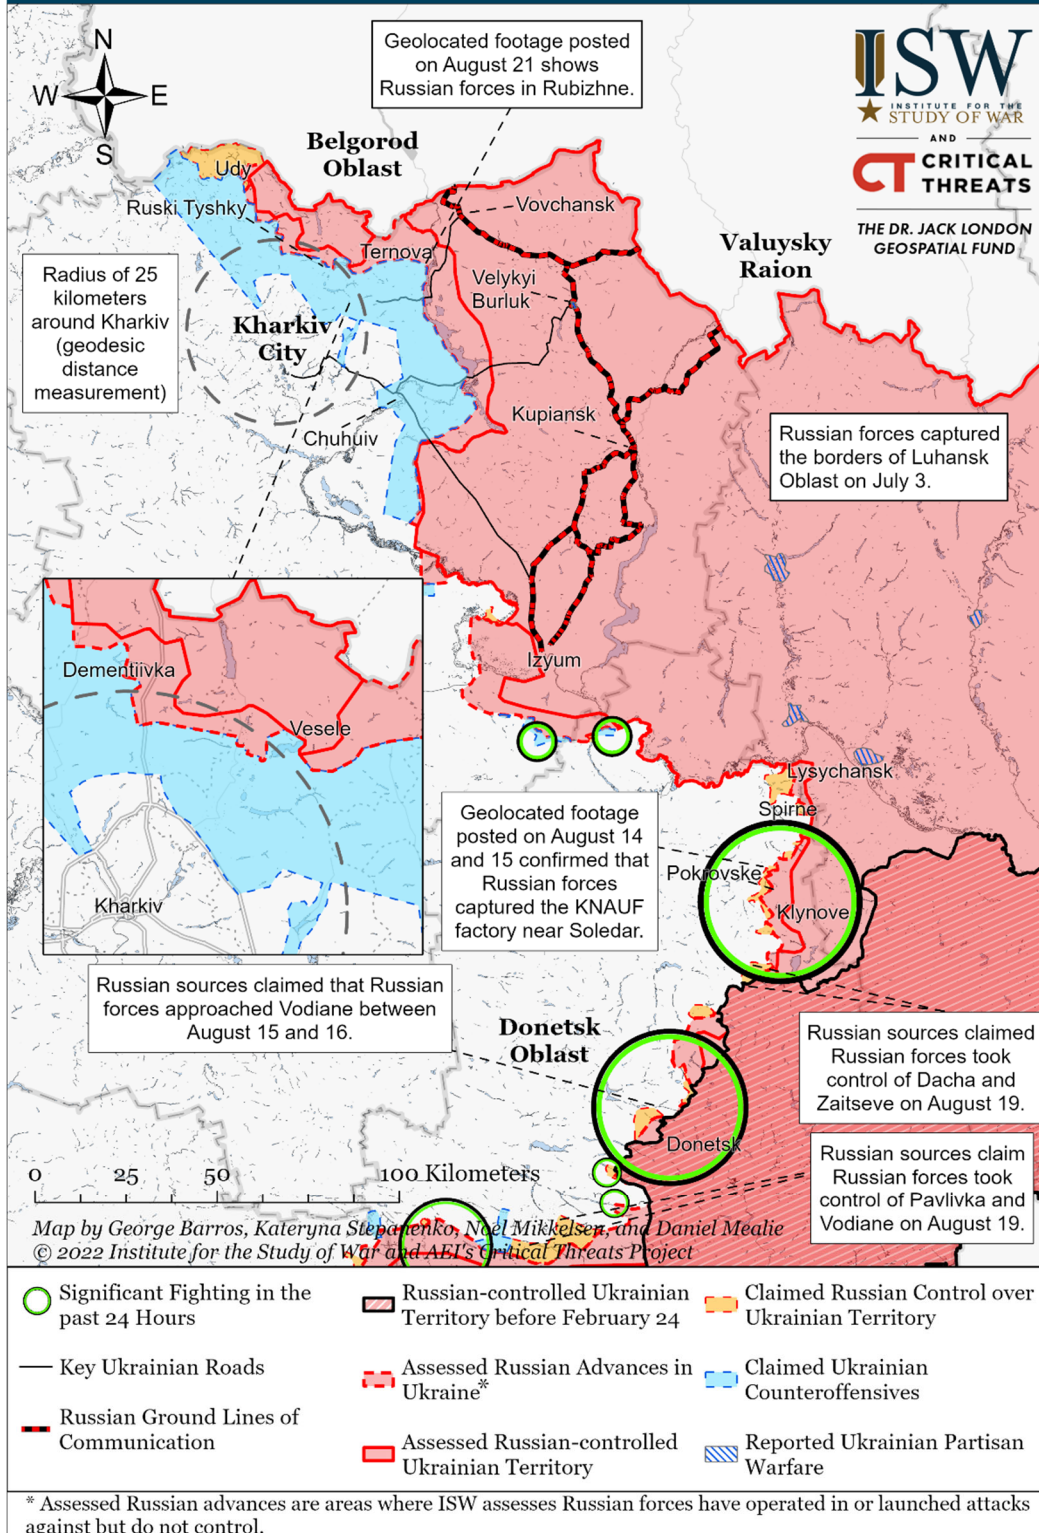 Geolocated footage posted
on August 21 shows
Russian forces in Rubizhne.
N
W
E
S
ISW
INSTITUTE FOR THE
STUDY OF WAR
AND
CT CRITICAL
THREATS
THE DR. JACK LONDON
GEOSPATIAL FUND
Belgorod
Oblast
Udy
Ruski Tyshky
Vovchansk
Ternova
Valuysky
Raion
Velykyi
Burluk
Radius of 25
kilometers
around Kharkiv
(geodesic
distance
measurement)
Kharkiv
City
Chuhuiv
Kupiansk
Russian forces captured
the borders of Luhansk
Oblast on July 3.
Dementiivka
Vesele
Kharkiv
Izyum
Lysychansk
Spirne
Geolocated footage
posted on August 14
and 15 confirmed that
Russian forces
captured the KNAUF
factory near Soledar.
Pokrovske
Klynove
Russian sources claimed that Russian
forces approached Vodiane between
August 15 and 16.
Donetsk
Oblast
Russian sources claimed
Russian forces took
control of Dacha and
Zaitseve on August 19.
Donetsk
Russian sources claim
Russian forces took
control of Pavlivka and
Vodiane on August 19.
0 25 50 100 Kilometers
Map by George Barros, Kateryna Stepanenko, Noel Mikkelsen, and Daniel Mealie
© 2022 Institute for the Study of War and AEI's Critical Threats Project
Significant Fighting in the
past 24 Hours
Key Ukrainian Roads
Russian Ground Lines of
Communication
Russian-controlled Ukrainian
Territory before February 24
Assessed Russian Advances in
Ukraine*
Assessed Russian-controlled
Ukrainian Territory
Claimed Russian Control over
Ukrainian Territory
Claimed Ukrainian
Counteroffensives
Reported Ukrainian Partisan
Warfare
* Assessed Russian advances are areas where ISW assesses Russian forces have operated in or launched attacks
against but do not control.